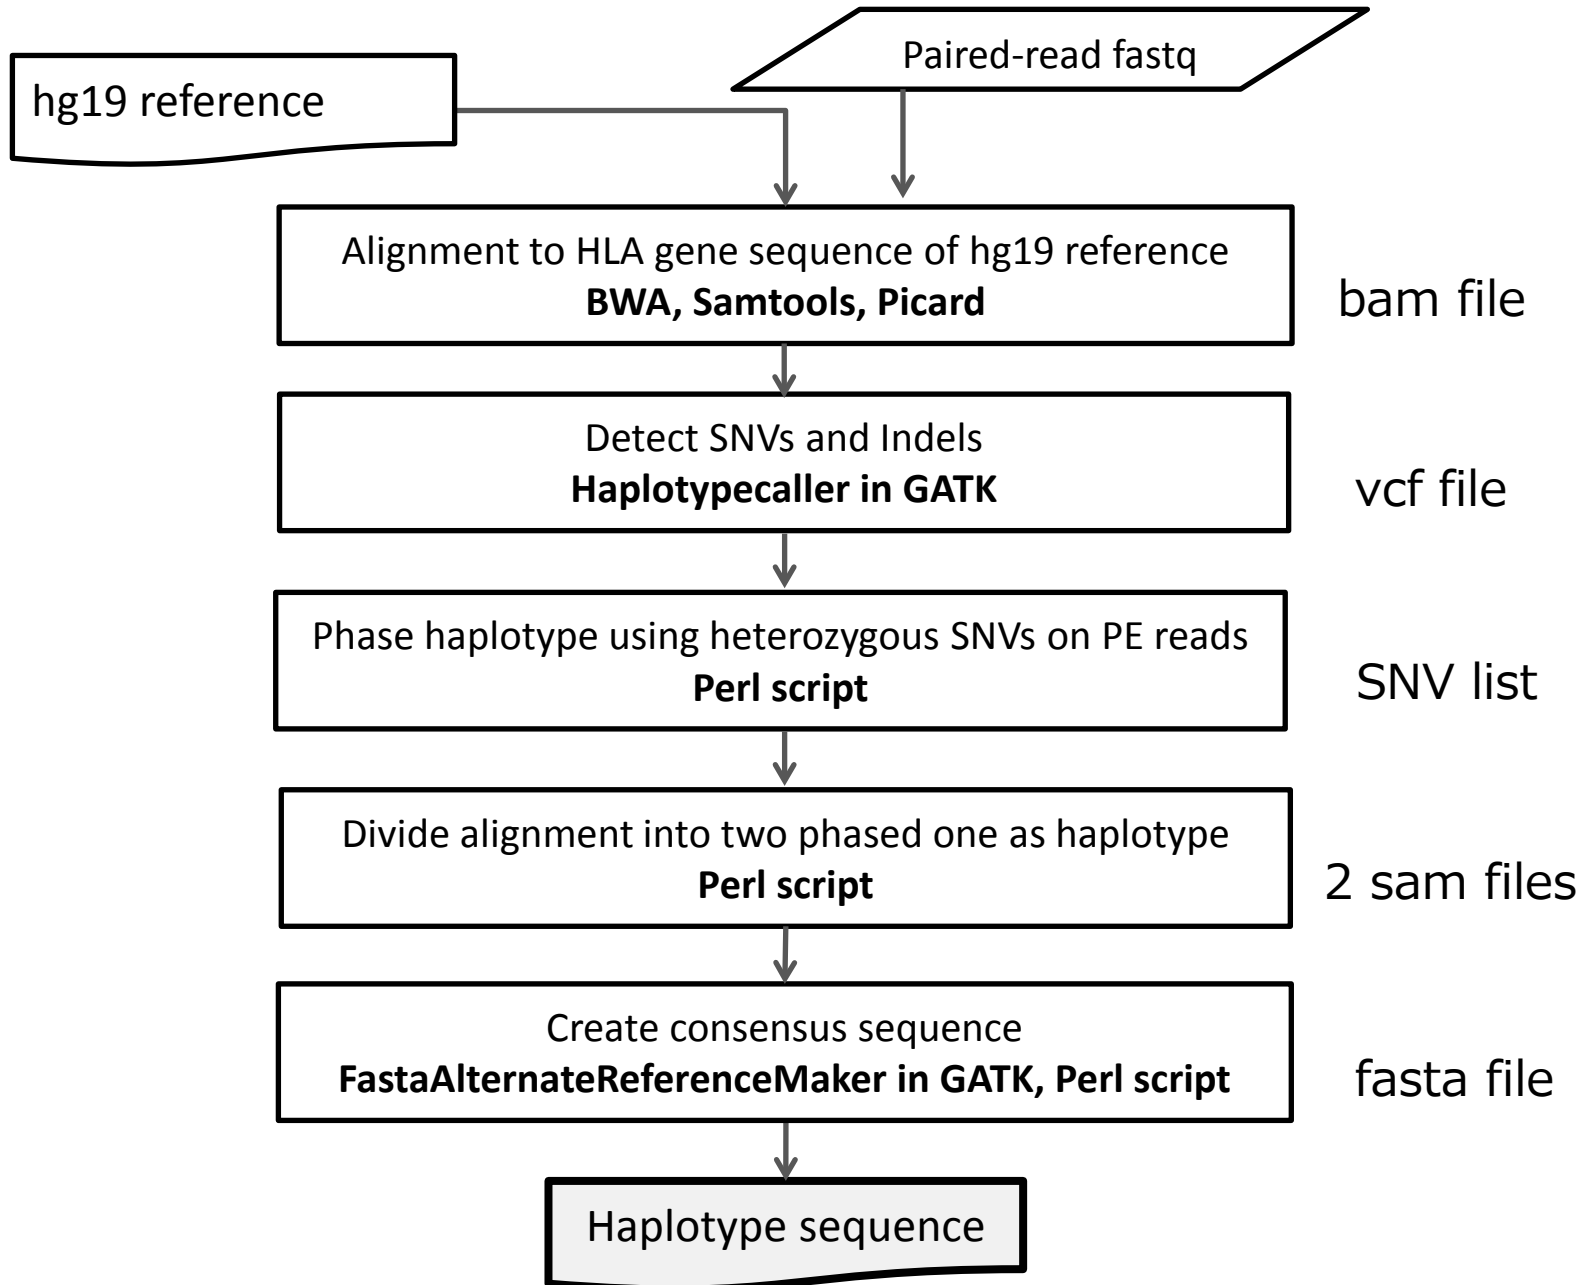 Paired-read fastq
hg19 reference
Alignment to HLA gene sequence of hg19 reference
BWA, Samtools, Picard
bam file
Detect SNVs and Indels
Haplotypecaller in GATK
vcf file
Phase haplotype using heterozygous SNVs on PE reads
Perl script
SNV list
Divide alignment into two phased one as haplotype
Perl script
2 sam files
Create consensus sequence
FastaAlternateReferenceMaker in GATK, Perl script
fasta file
Haplotype sequence